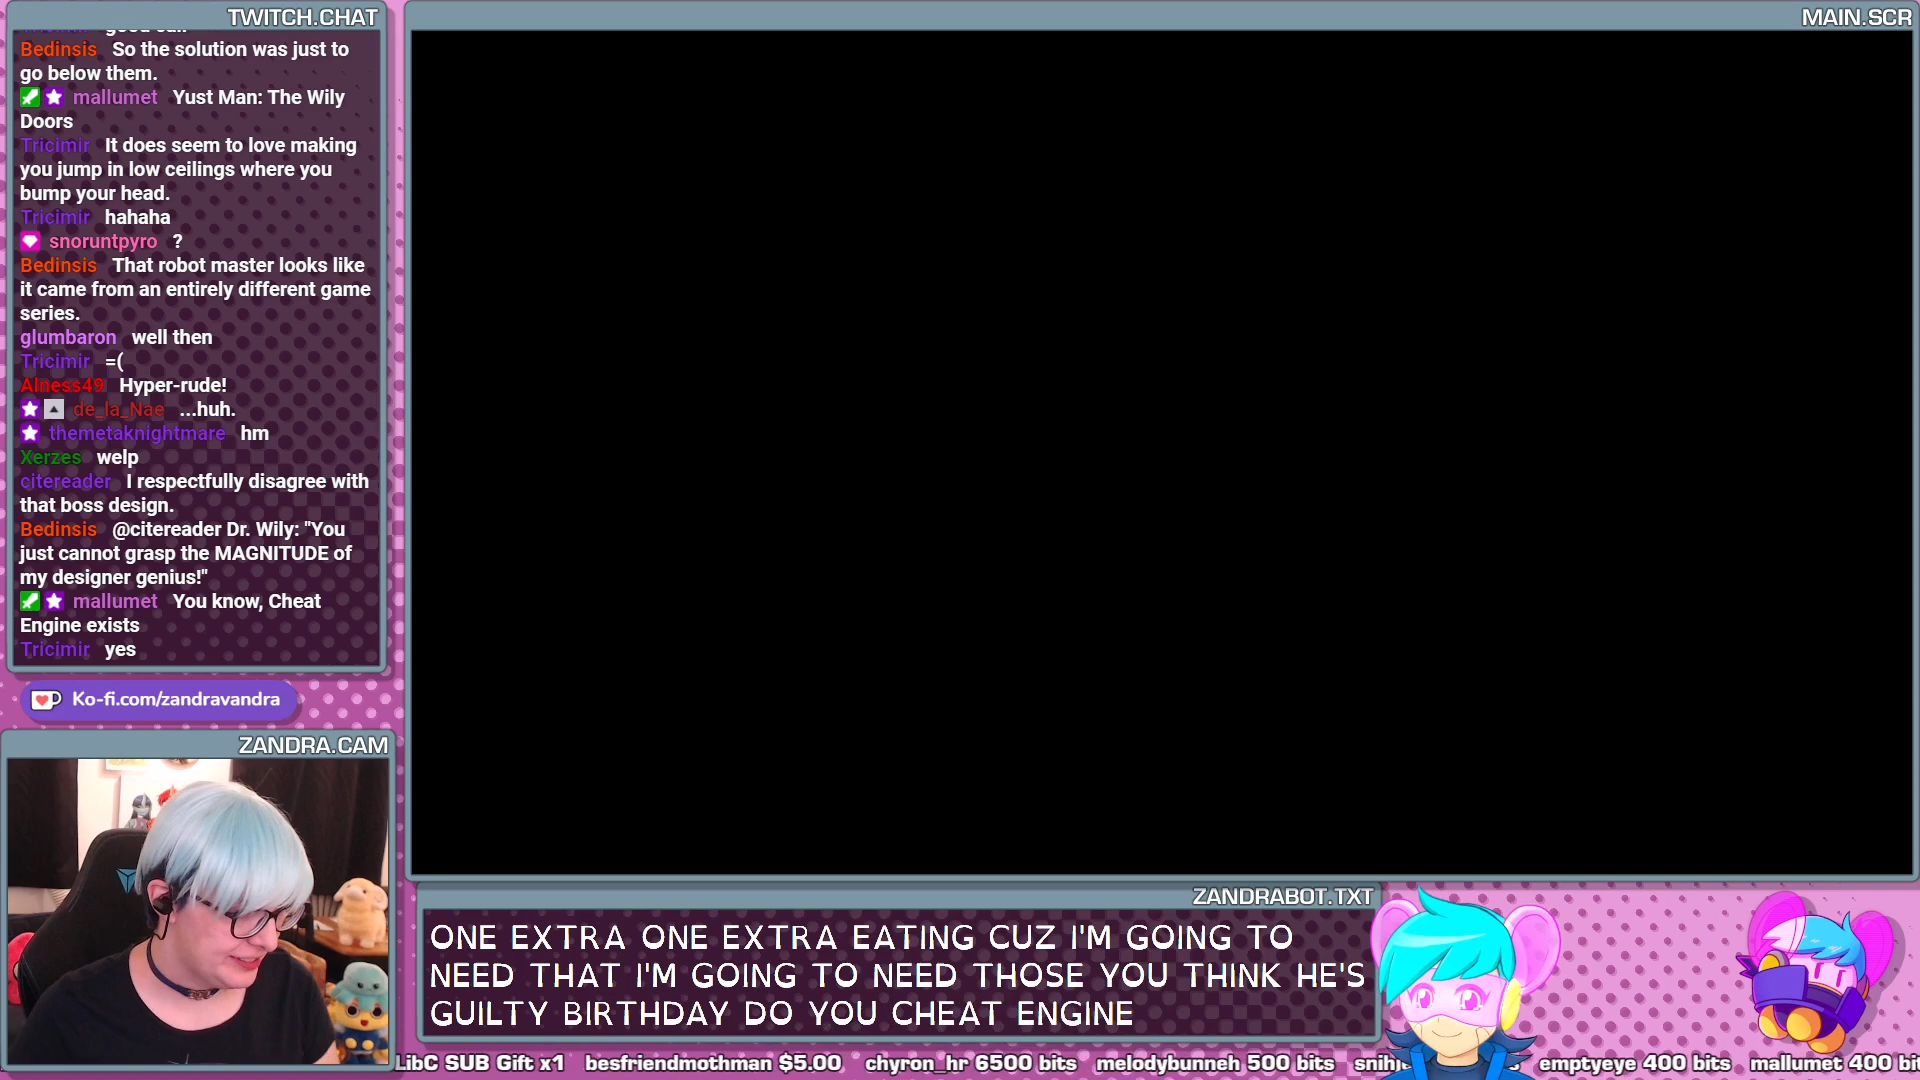 TWITCH.CHAT
MAIN.SCR
Bedinsis So the solution was just to
go below them.
mallumet Yust Man: The Wily
Doors
Tricimir It does seem to love making
you jump in low ceilings where you
bump your head.
Tricimir hahaha
snoruntpyro ?
Bedinsis That robot master looks like
it came from an entirely different game
series.
glumbaron well then
Tricimir =(
Alness49 Hyper-rude!
de_la_Nae ...huh.
themetaknightmare hm
Xerzes welp
citereader I respectfully disagree with
that boss design.
Bedinsis @citereader Dr. Wily: "You
just cannot grasp the MAGNITUDE of
my designer genius!"
mallumet You know, Cheat
Engine exists
Tricimir yes
Ko-fi.com/zandravandra
ZANDRA.CAM
ZANDRABOT.TXT
ONE EXTRA ONE EXTRA EATING CUZ I'M GOING TO
NEED THAT I'M GOING TO NEED THOSE YOU THINK HE'S
GUILTY BIRTHDAY DO YOU CHEAT ENGINE
LibC SUB Gift x1 besfriendmothman $5.00 chyron_hr 6500 bits melodybunneh 500 bits emptyeye 400 bits mallumet 400